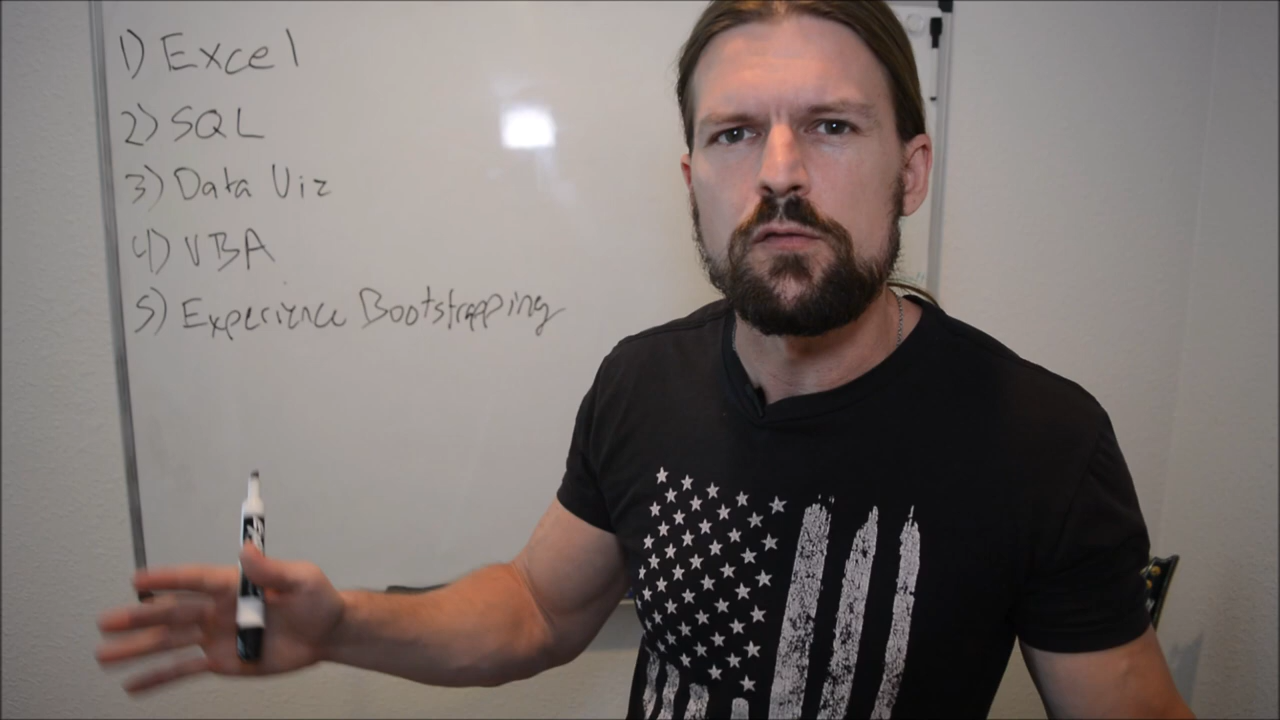 1) Excel
2) SQL
3) Data Viz
4) VBA
5) Experience Bootstrapping